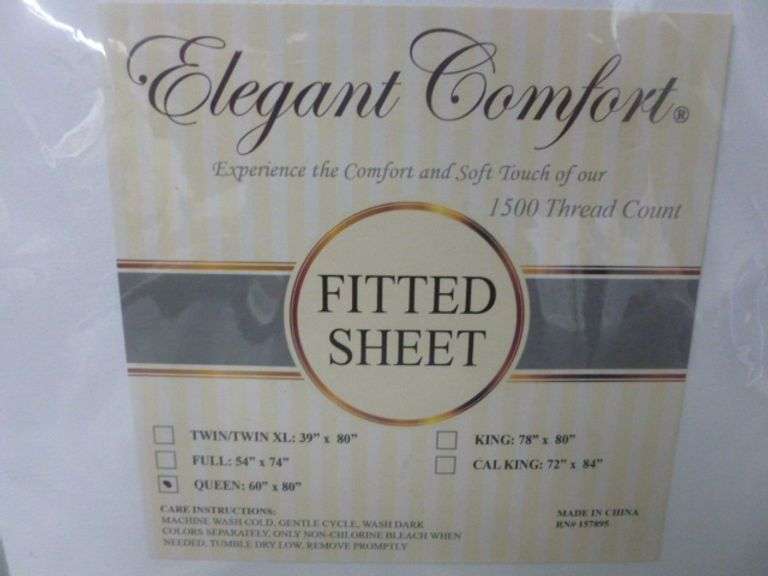 Elegant Comfort®
Experience the Comfort and Soft Touch of our
1500 Thread Count
FITTED
SHEET
TWIN/TWIN XL: 39" x 80"
FULL: 54" x 74"
QUEEN: 60" x 80"
KING: 78" x 80"
CAL KING: 72" x 84"
CARE INSTRUCTIONS:
MACHINE WASH COLD, GENTLE CYCLE, WASH DARK
COLORS SEPARATELY, ONLY NON-CHLORINE BLEACH WHEN
NEEDED, TUMBLE DRY LOW, REMOVE PROMPTLY
MADE IN CHINA
RN# 157895